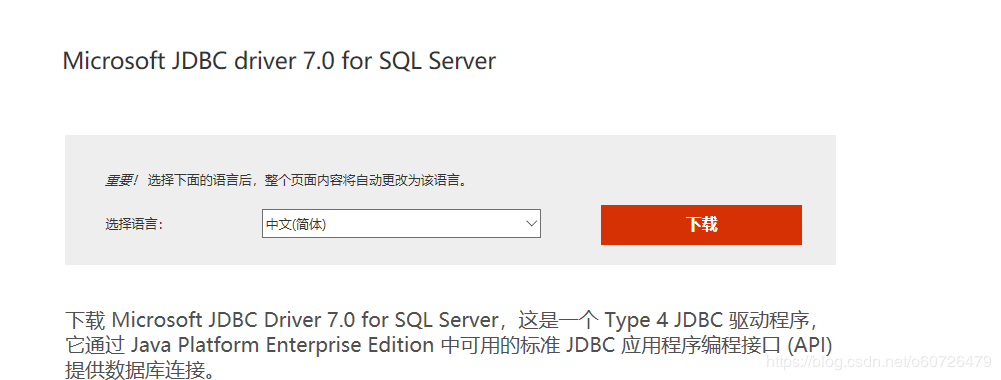 Microsoft JDBC driver 7.0 for SQL Server
重要！选择下面的语言后，整个页面内容将自动更改为该语言。
选择语言：
中文(简体)
下载
下载 Microsoft JDBC Driver 7.0 for SQL Server，这是一个 Type 4 JDBC 驱动程序，
它通过 Java Platform Enterprise Edition 中可用的标准 JDBC 应用程序编程接口 (API)
提供数据库连接。
https://blog.csdn.net/o60726479